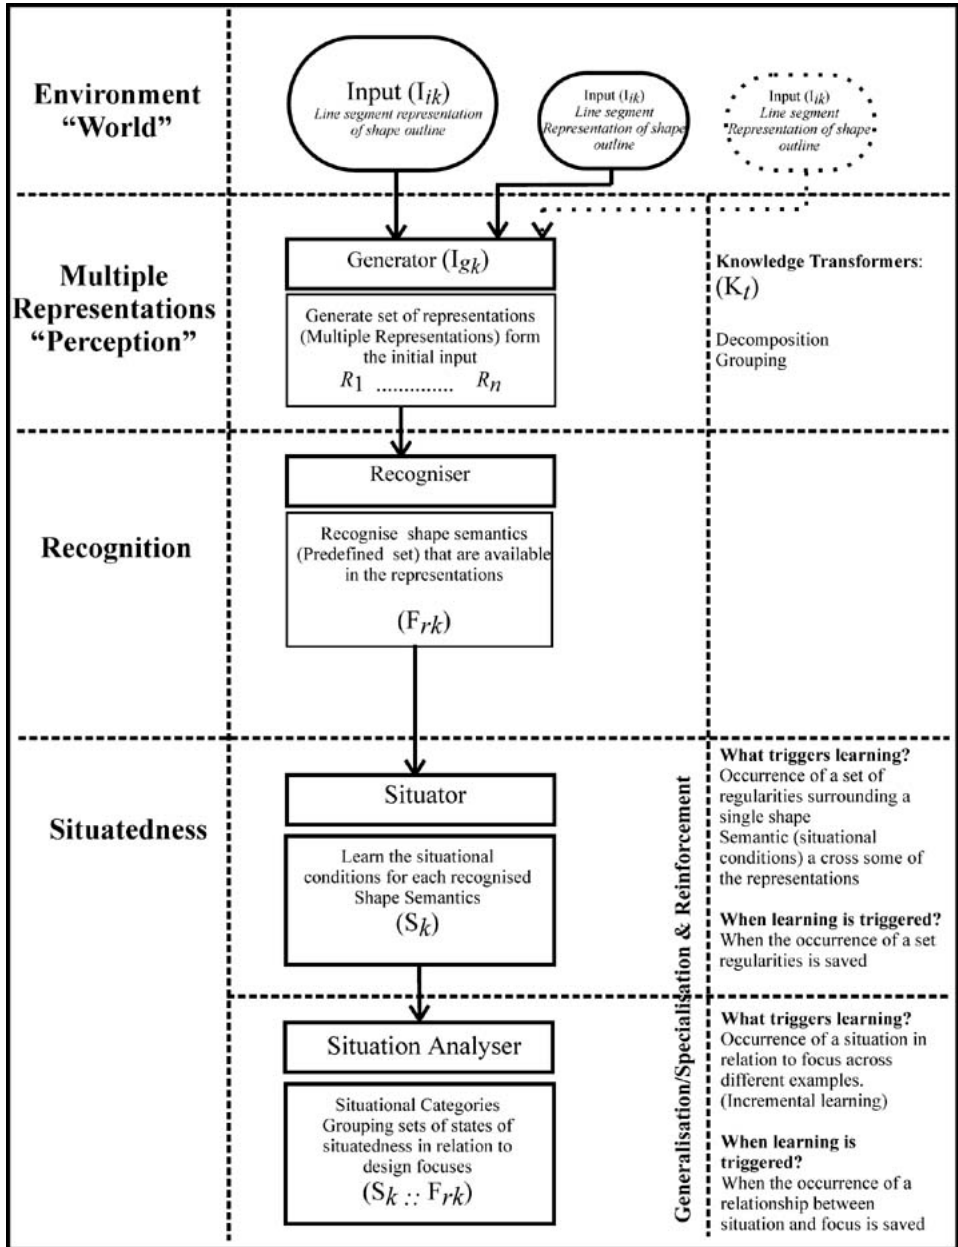 Environment
“World”
Input (Iik)
Line segment representation
of shape outline
Input (Iik)
Line segment
Representation of shape
outline
Input (Iik)
Line segment
Representation of shape
outline
Multiple
Representations
“Perception”
Generator (Igk)
Generate set of representations
(Multiple Representations) form
the initial input
R1 .............. Rn
Knowledge Transformers:
(Kt)
Decomposition
Grouping
Recognition
Recogniser
Recognise shape semantics
(Predefined set) that are available
in the representations
(Frk)
Situatedness
Situator
Learn the situational
conditions for each recognised
Shape Semantics
(Sk)
Generalisation/Specialisation & Reinforcement
What triggers learning?
Occurrence of a set of
regularities surrounding a
single shape
Semantic (situational
conditions) a cross some of
the representations
When learning is triggered?
When the occurrence of a set
regularities is saved
Situation Analyser
Situational Categories
Grouping sets of states of
situatedness in relation to
design focuses
(Sk :: Frk)
What triggers learning?
Occurrence of a situation in
relation to focus across
different examples.
(Incremental learning)
When learning is
triggered?
When the occurrence of a
relationship between
situation and focus is saved